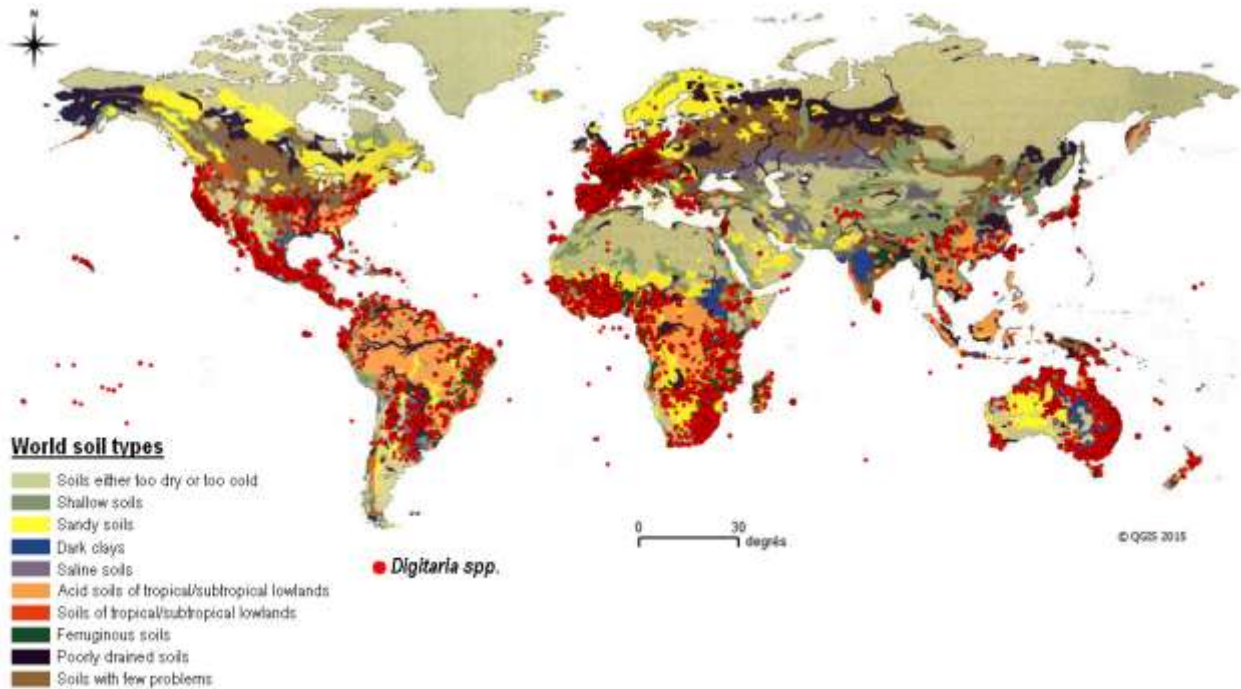 N
World soil types
Soils either too dry or too cold
Shallow soils
Sandy soils
Dark clays
Saline soils
Acid soils of tropical/subtropical lowlands
Soils of tropical/subtropical lowlands
Ferruginous soils
Poorly drained soils
Soils with few problems
Digitaria spp.
0 30
degrés
© QGIS 2015